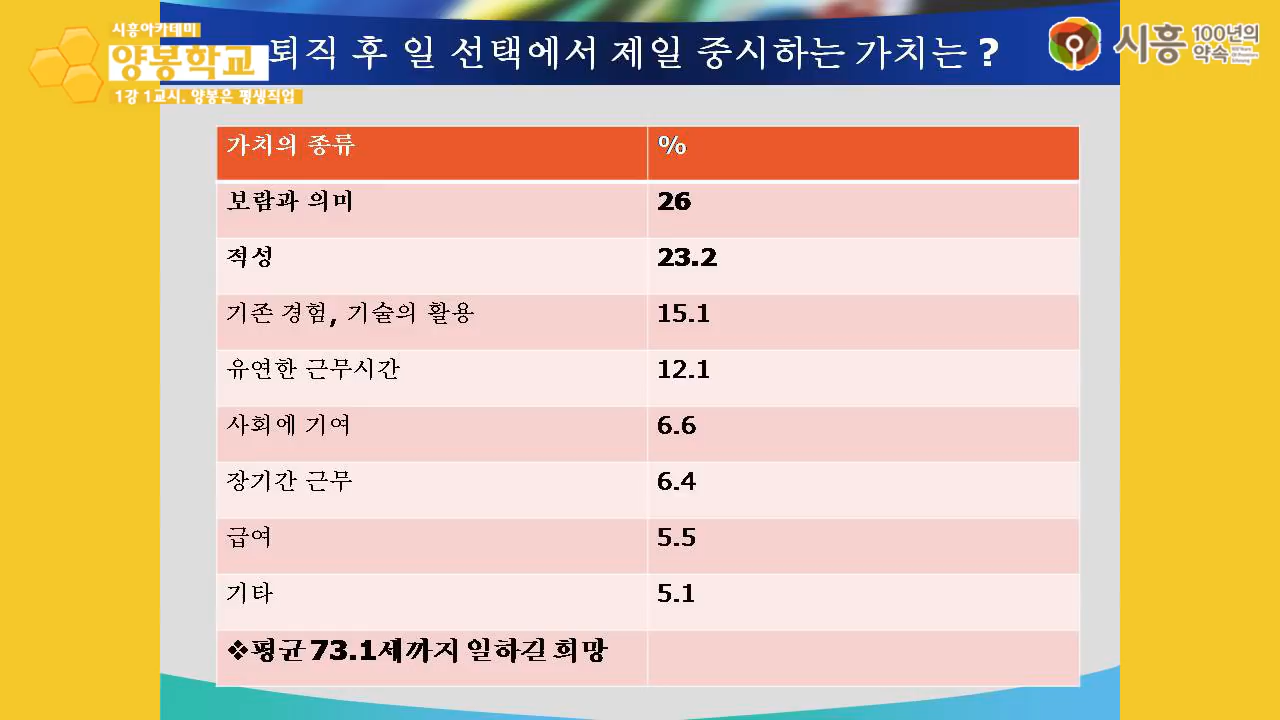 시흥아카데미
양봉학교
1강 1교시. 양봉은 평생직업
퇴직 후 일 선택에서 제일 중시하는 가치는 ?
시흥 100년의 약속
가치의 종류 %
보람과 의미 26
적성 23.2
기존 경험, 기술의 활용 15.1
유연한 근무시간 12.1
사회에 기여 6.6
장기간 근무 6.4
급여 5.5
기타 5.1
❖평균 73.1세까지 일하길 희망